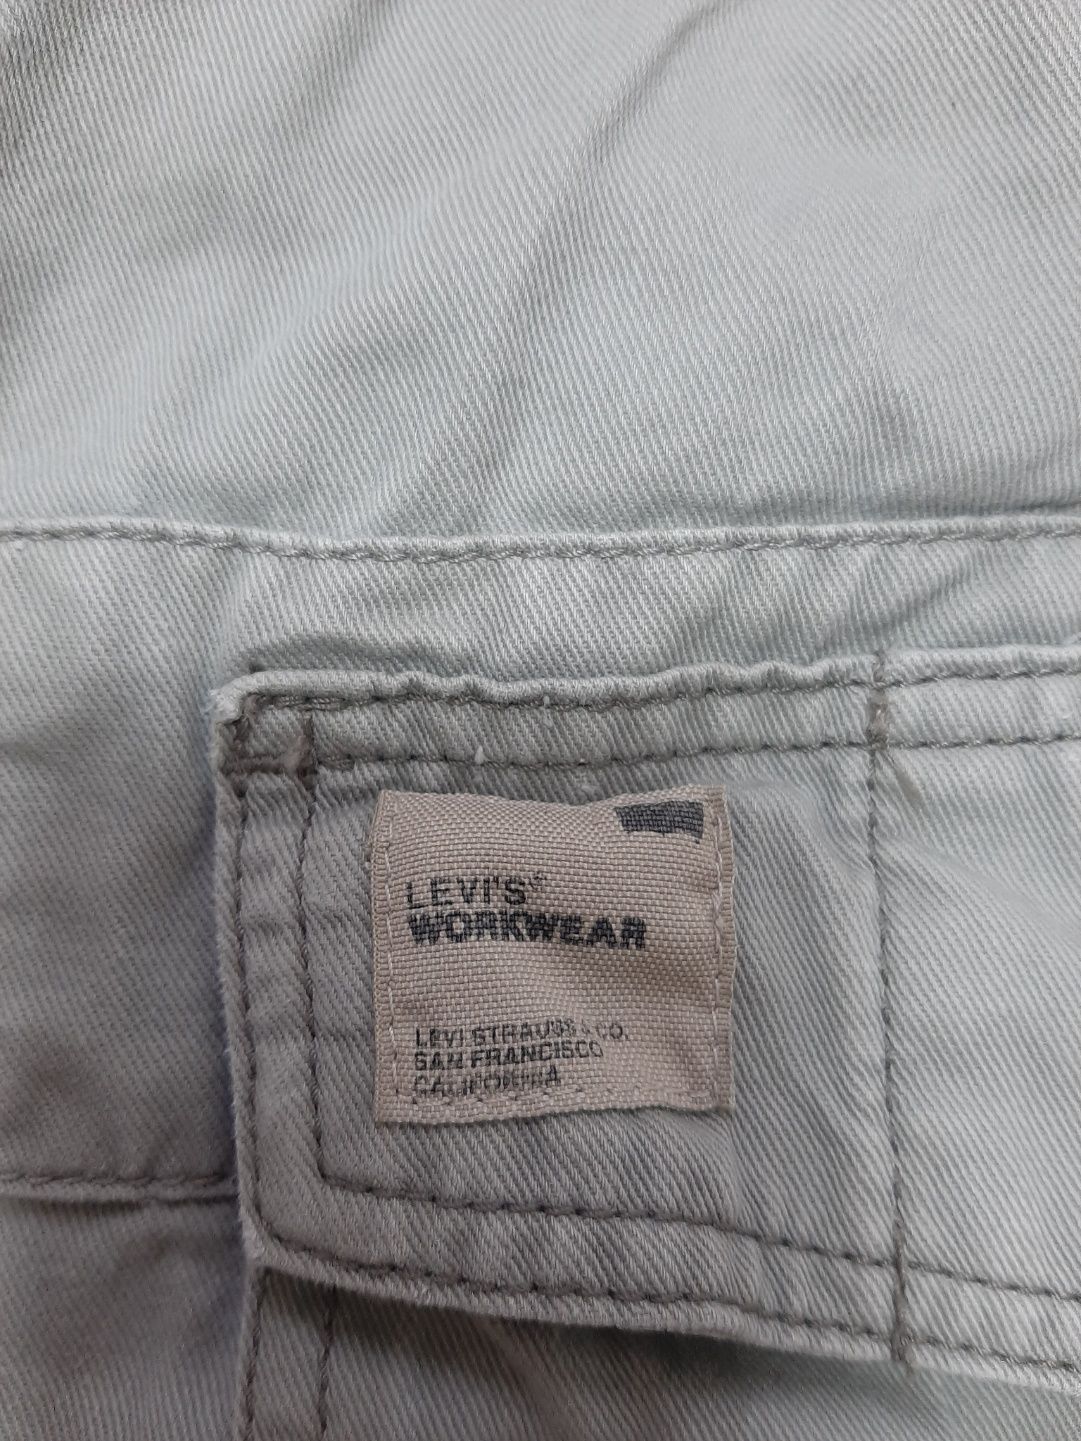 LEVI'S
WORKWEAR
LEVI STRAUSS & CO.
SAN FRANCISCO
CALIFORNIA